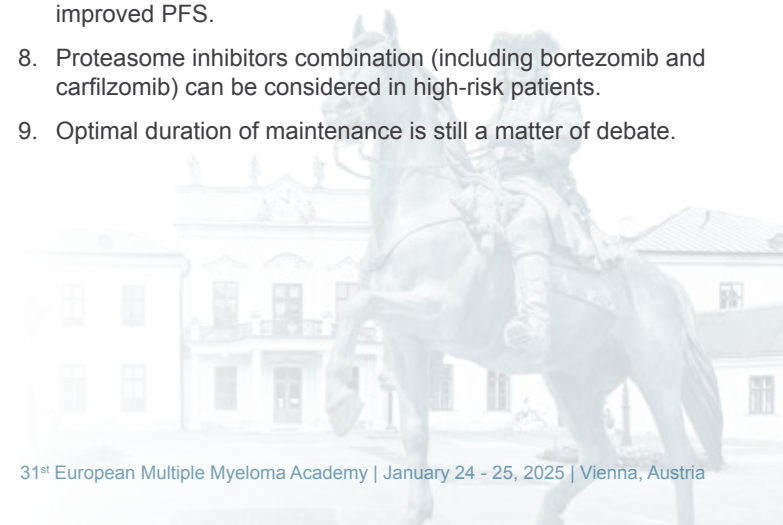 improved PFS.
8. Proteasome inhibitors combination (including bortezomib and
carfilzomib) can be considered in high-risk patients.
9. Optimal duration of maintenance is still a matter of debate.
31st European Multiple Myeloma Academy | January 24 - 25, 2025 | Vienna, Austria